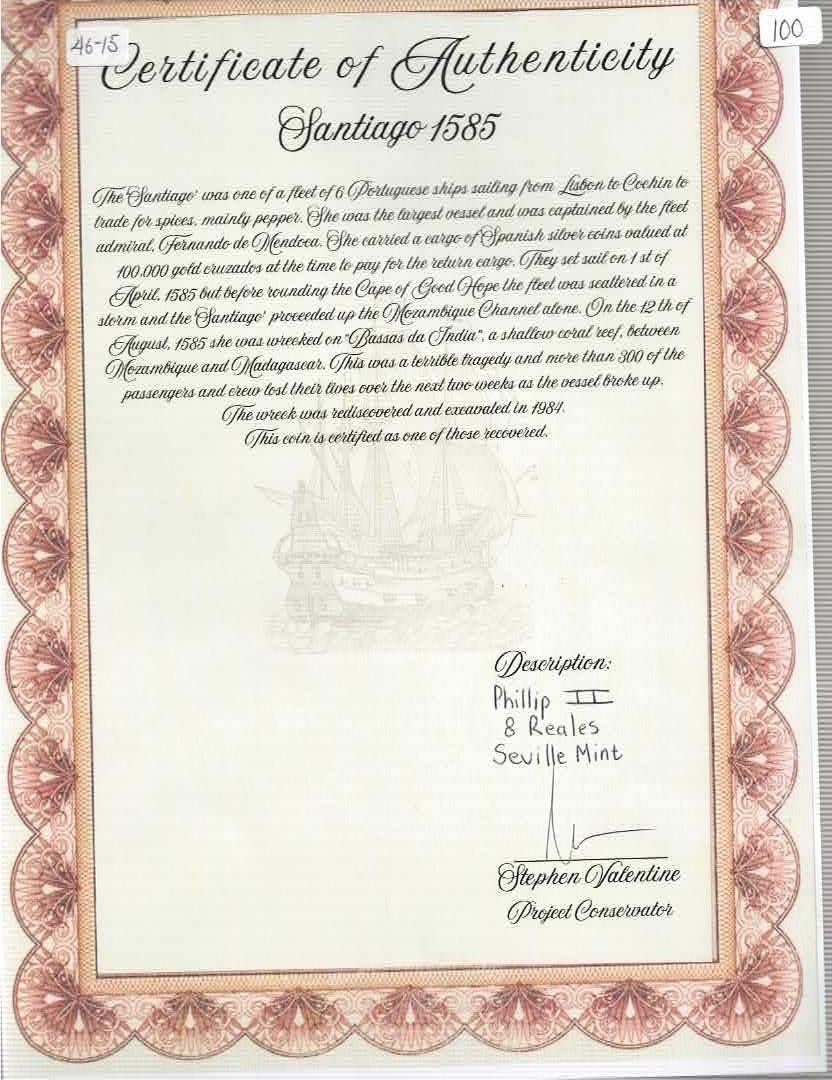 46-15
100
Certificate of Authenticity
Santiago 1585
The 'Santiago' was one of a fleet of 6 Portuguese ships sailing from Lisbon to Cochin to
trade for spices, mainly pepper. She was the largest vessel and was captained by the fleet
admiral, Fernando de Mendoca. She carried a cargo of Spanish silver coins valued at
100.000 gold cruzados at the time to pay for the return cargo. They set sail on 1 st of
April, 1585 but before rounding the Cape of Good Hope the fleet was scattered in a
storm and the 'Santiago' proceeded up the Mozambique Channel alone. On the 12 th of
August, 1585 she was wrecked on "Bassas da India", a shallow coral reef, between
Mozambique and Madagascar. This was a terrible tragedy and more than 300 of the
passengers and crew lost their lives over the next two weeks as the vessel broke up.
The wreck was rediscovered and excavated in 1984.
This coin is certified as one of those recovered.
Description:
Phillip II
8 Reales
Seville Mint
Stephen Valentine
Project Conservator